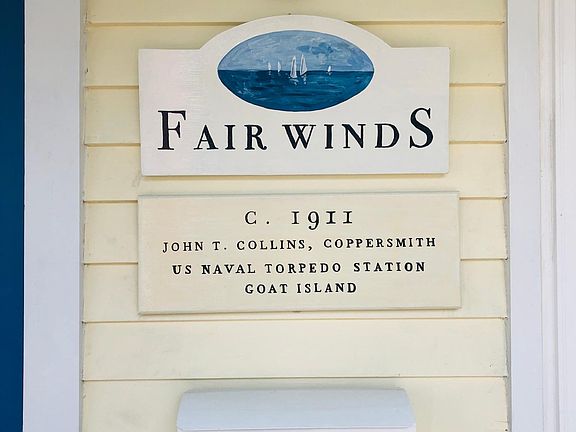 FAIR WINDS
C. 1911
JOHN T. COLLINS, COPPERSMITH
US NAVAL TORPEDO STATION
GOAT ISLAND